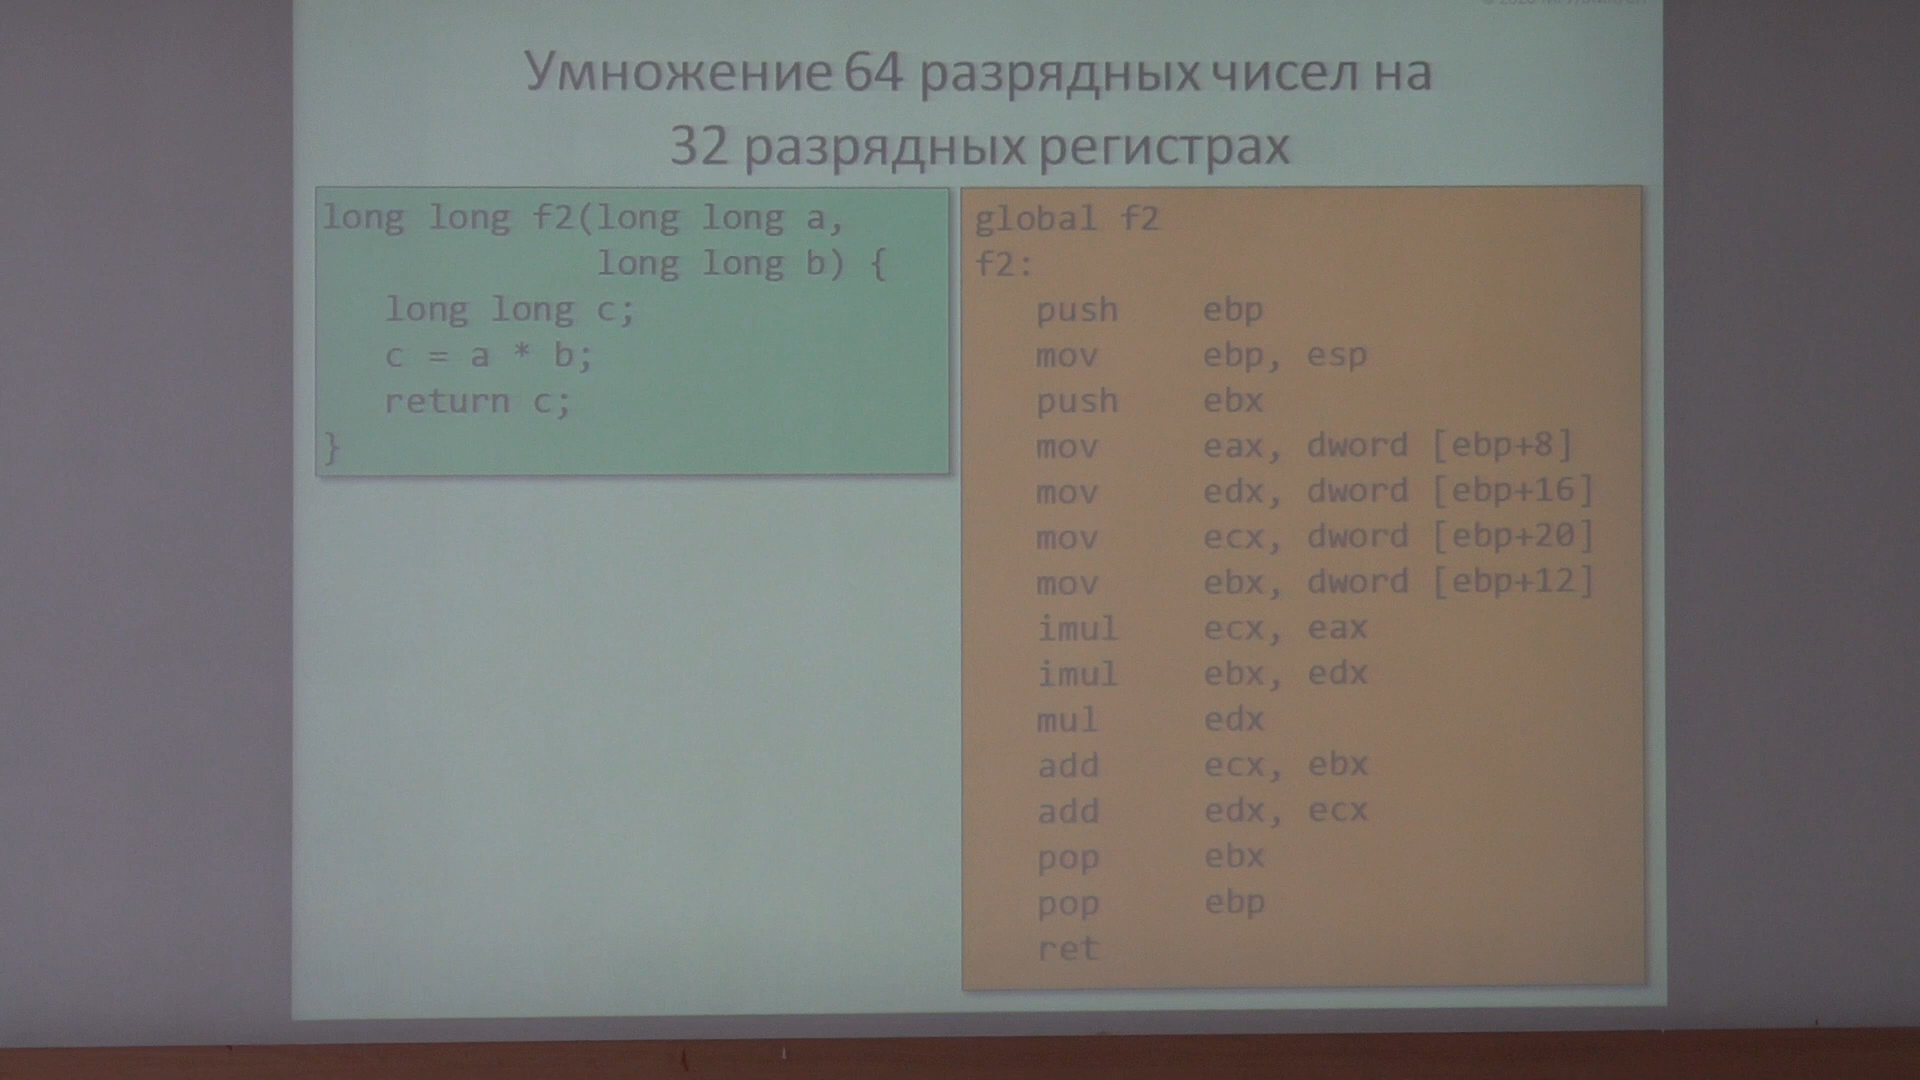 Умножение 64 разрядных чисел на
32 разрядных регистрах
long long f2(long long a,
long long b) {
long long c;
c = a * b;
return c;
}
global f2
f2:
push ebp
mov ebp, esp
push ebx
mov eax, dword [ebp+8]
mov edx, dword [ebp+16]
mov ecx, dword [ebp+20]
mov ebx, dword [ebp+12]
imul ecx, eax
imul ebx, edx
mul edx
add ecx, ebx
add edx, ecx
pop ebx
pop ebp
ret